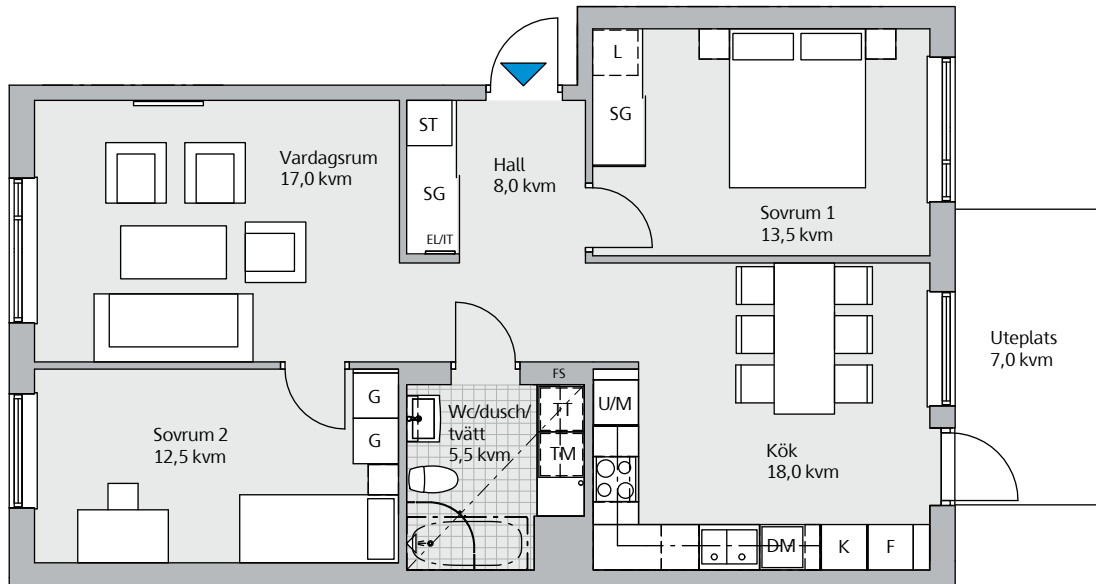 L
SG
ST
SG
EL/IT
Vardagsrum
17,0 kvm
Hall
8,0 kvm
Sovrum 1
13,5 kvm
Uteplats
7,0 kvm
FS
G
G
Sovrum 2
12,5 kvm
Wc/dusch/
tvätt
5,5 kvm
TT
TM
U/M
Kök
18,0 kvm
DM
K
F